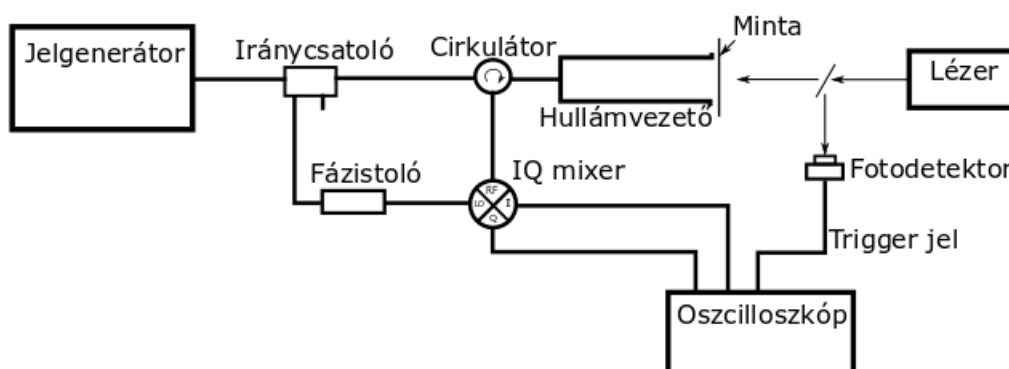 Jelgenerátor
Iránycsatoló
Cirkulátor
Minta
Lézer
Hullámvezető
Fázistoló
IQ mixer
Fotodetektor
RF
LO
I
Q
Trigger jel
Oszcilloszkóp